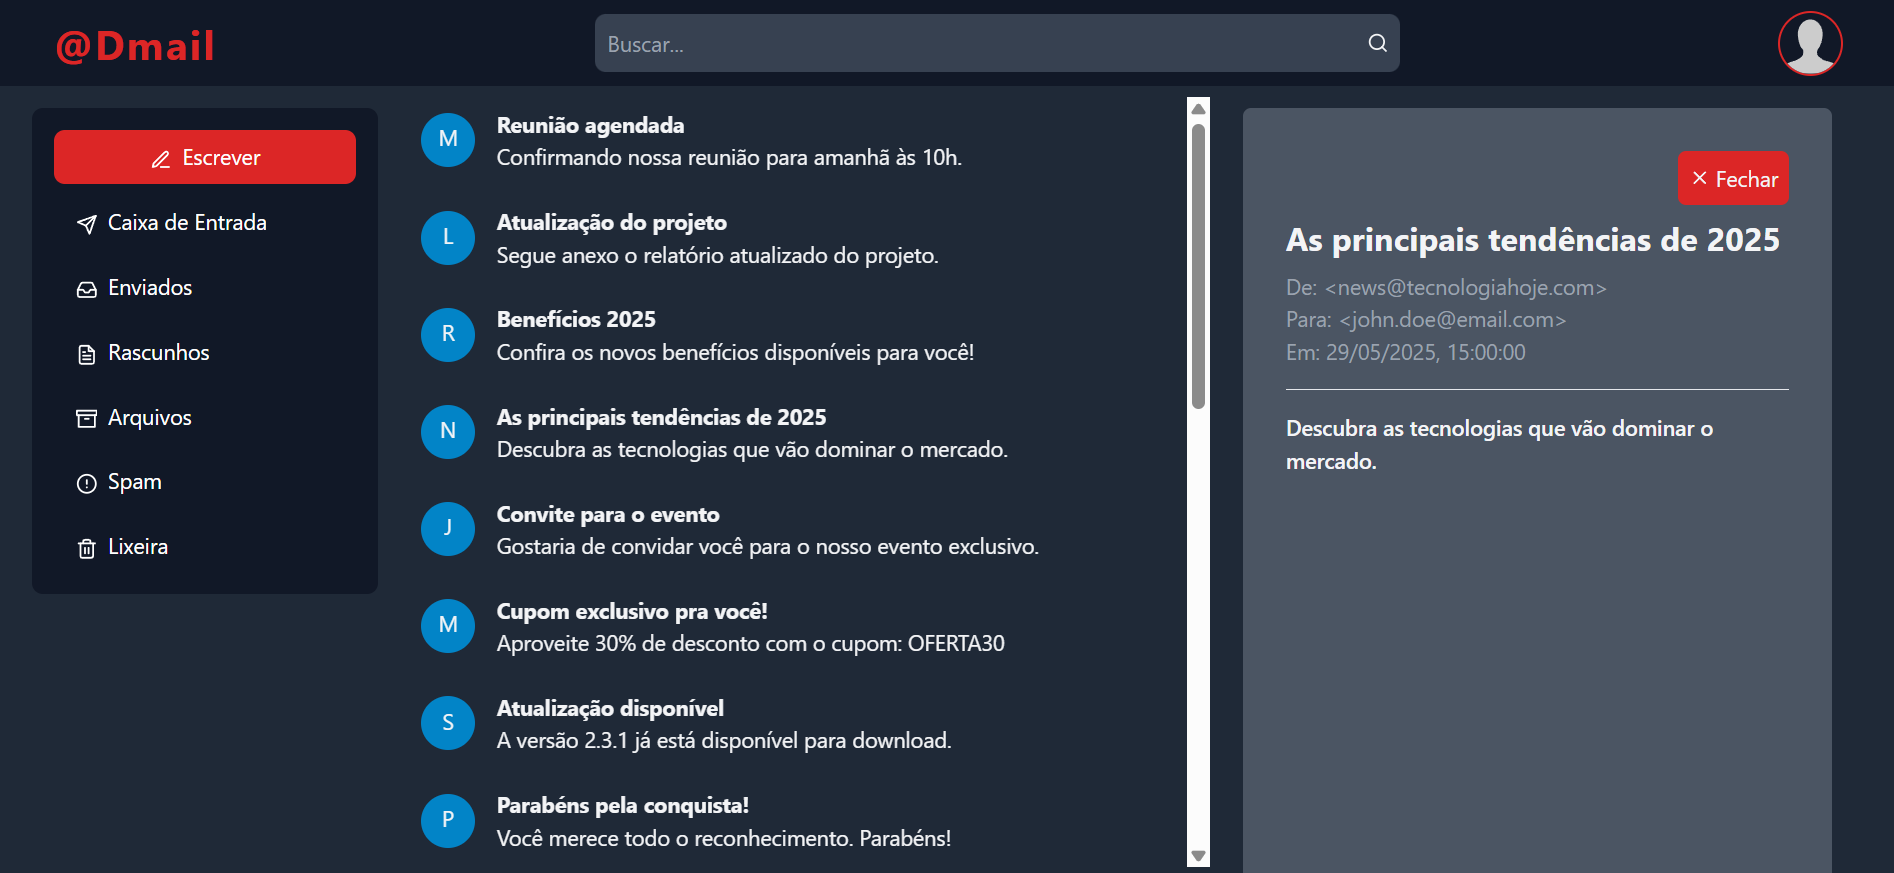 @Dmail
Buscar...
Escrever
Caixa de Entrada
Enviados
Rascunhos
Arquivos
Spam
Lixeira
M
Reunião agendada
Confirmando nossa reunião para amanhã às 10h.
L
Atualização do projeto
Segue anexo o relatório atualizado do projeto.
R
Benefícios 2025
Confira os novos benefícios disponíveis para você!
N
As principais tendências de 2025
Descubra as tecnologias que vão dominar o mercado.
J
Convite para o evento
Gostaria de convidar você para o nosso evento exclusivo.
M
Cupom exclusivo pra você!
Aproveite 30% de desconto com o cupom: OFERTA30
S
Atualização disponível
A versão 2.3.1 já está disponível para download.
P
Parabéns pela conquista!
Você merece todo o reconhecimento. Parabéns!
Fechar
As principais tendências de 2025
De: <news@tecnologiahoje.com>
Para: <john.doe@email.com>
Em: 29/05/2025, 15:00:00
Descubra as tecnologias que vão dominar o
mercado.